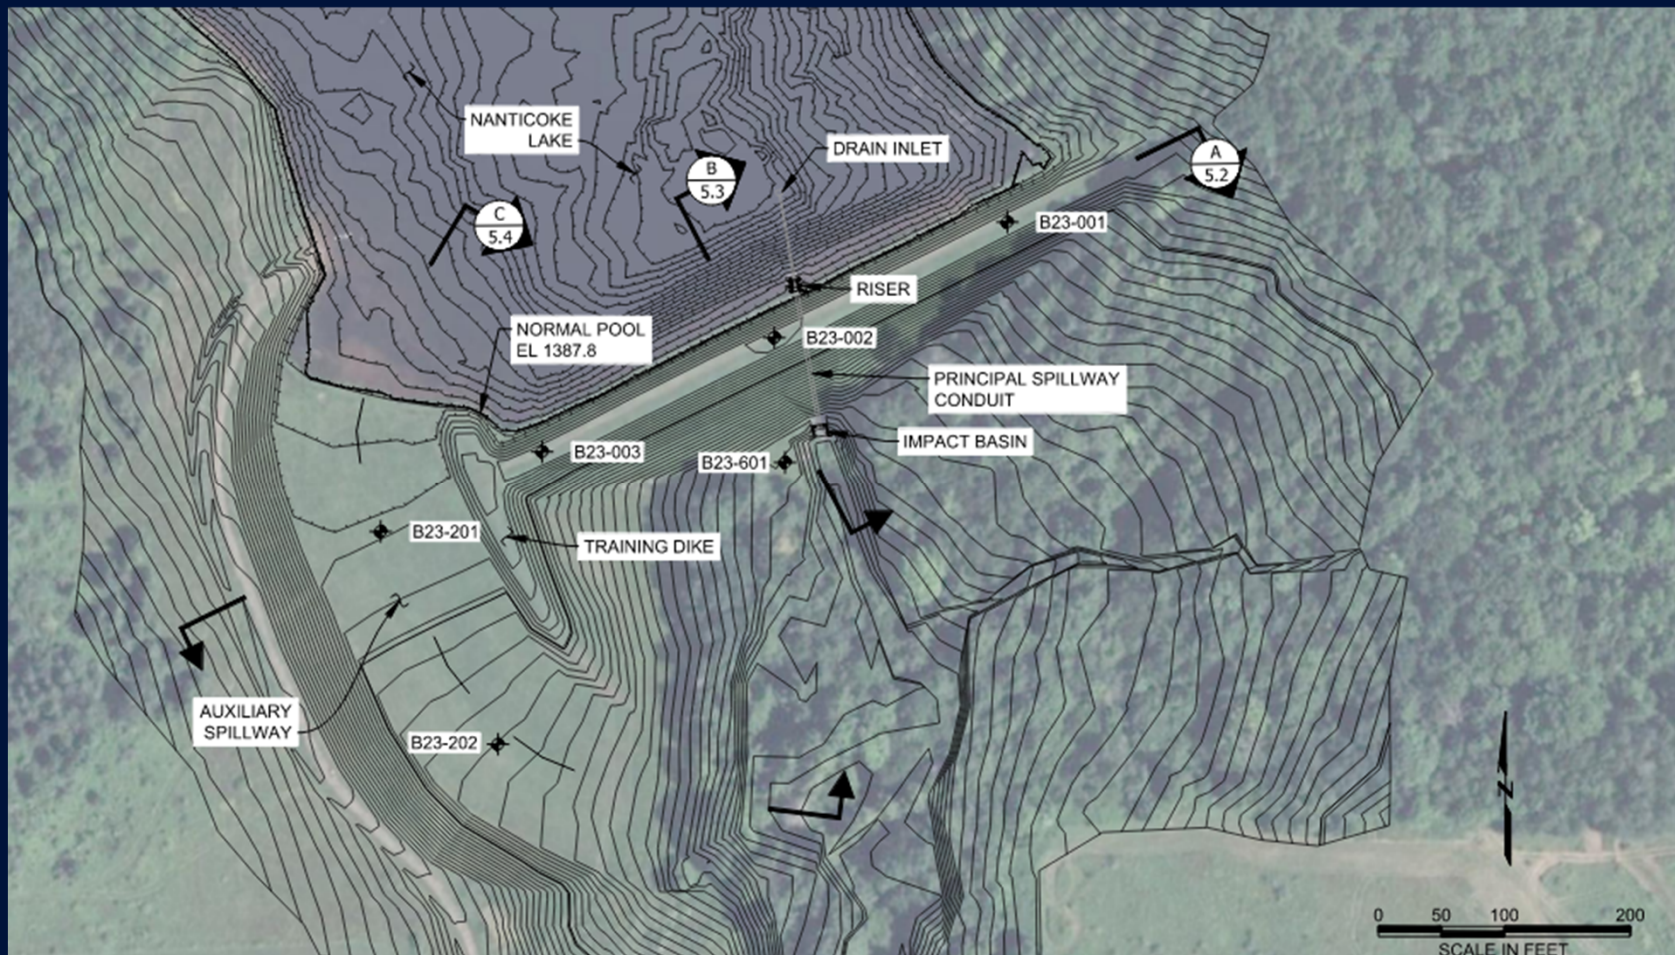 NANTICOKE
LAKE
DRAIN INLET
A
5.2
B
5.3
C
5.4
B23-001
RISER
NORMAL POOL
EL 1387.8
B23-002
PRINCIPAL SPILLWAY
CONDUIT
IMPACT BASIN
B23-003
B23-601
B23-201
TRAINING DIKE
AUXILIARY
SPILLWAY
B23-202
N
0 50 100 200
SCALE IN FEET